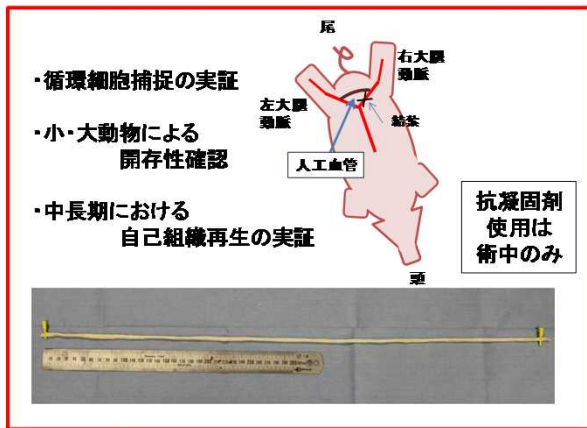 尾
右大腿
動脈
・循環細胞捕捉の実証
左大腿
動脈
結紮
・小・大動物による
開存性確認
人工血管
・中長期における
自己組織再生の実証
抗凝固剤
使用は
術中のみ
頭